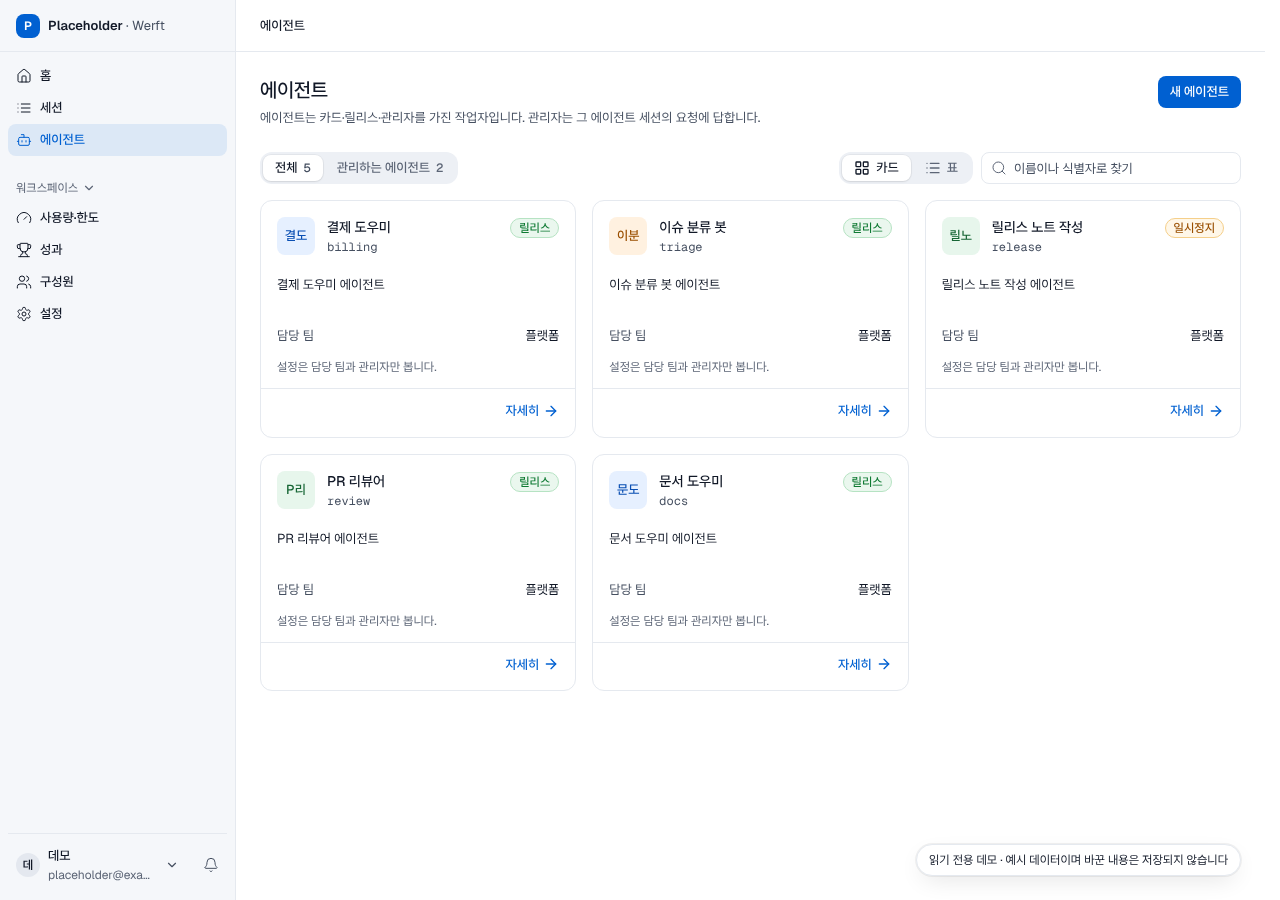 P Placeholder · Werft
홈
세션
에이전트
워크스페이스
사용량·한도
성과
구성원
설정
데 데모
placeholder@exa...
에이전트
에이전트
에이전트는 카드·릴리스·관리자를 가진 작업자입니다. 관리자는 그 에이전트 세션의 요청에 답합니다.
새 에이전트
전체 5 관리하는 에이전트 2
카드 표
이름이나 식별자로 찾기
결도 결제 도우미 릴리스
billing
결제 도우미 에이전트
담당 팀 플랫폼
설정은 담당 팀과 관리자만 봅니다.
자세히
이분 이슈 분류 봇 릴리스
triage
이슈 분류 봇 에이전트
담당 팀 플랫폼
설정은 담당 팀과 관리자만 봅니다.
자세히
릴노 릴리스 노트 작성 일시정지
release
릴리스 노트 작성 에이전트
담당 팀 플랫폼
설정은 담당 팀과 관리자만 봅니다.
자세히
P리 PR 리뷰어 릴리스
review
PR 리뷰어 에이전트
담당 팀 플랫폼
설정은 담당 팀과 관리자만 봅니다.
자세히
문도 문서 도우미 릴리스
docs
문서 도우미 에이전트
담당 팀 플랫폼
설정은 담당 팀과 관리자만 봅니다.
자세히
읽기 전용 데모 · 예시 데이터이며 바꾼 내용은 저장되지 않습니다